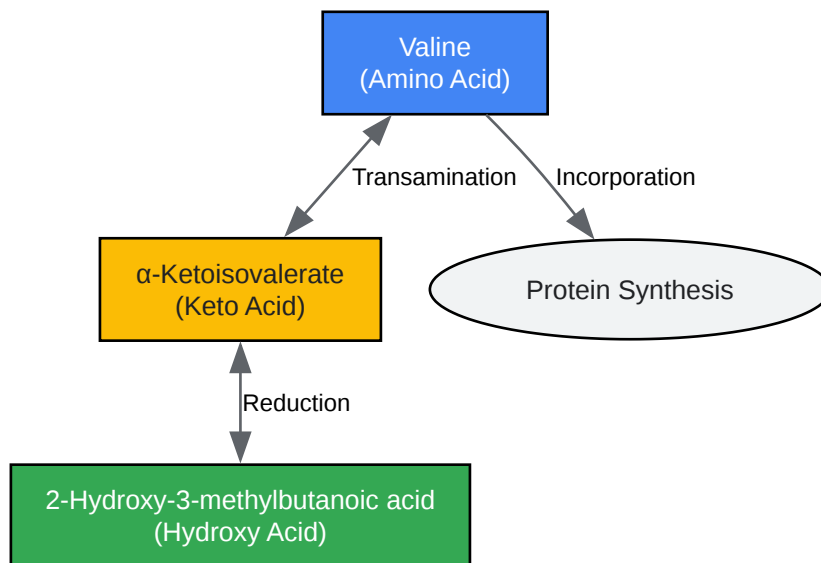 Valine
(Amino Acid)
Transamination
Incorporation
α-Ketoisovalerate
(Keto Acid)
Protein Synthesis
Reduction
2-Hydroxy-3-methylbutanoic acid
(Hydroxy Acid)